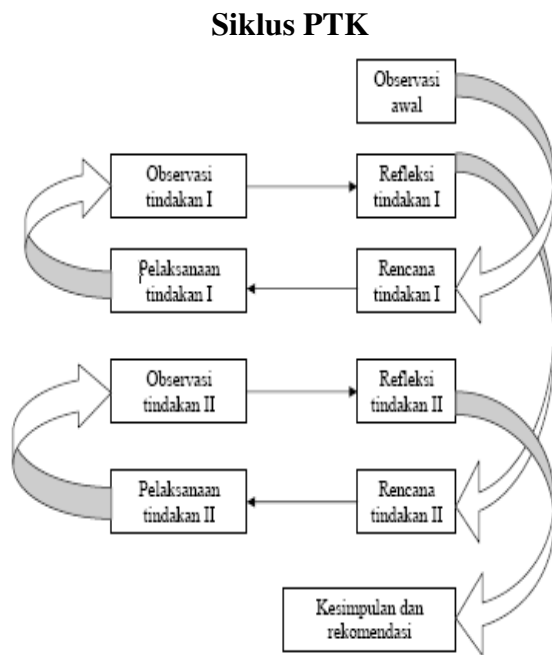 Siklus PTK
Observasi
awal
Observasi
tindakan I
Refleksi
tindakan I
Pelaksanaan
tindakan I
Rencana
tindakan I
Observasi
tindakan II
Refleksi
tindakan II
Pelaksanaan
tindakan II
Rencana
tindakan II
Kesimpulan dan
rekomendasi